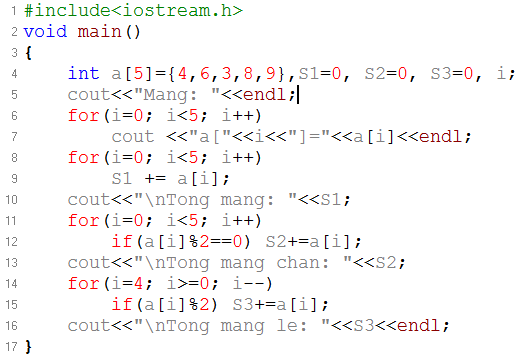 1 #include<iostream.h>
2 void main()
3 {
4     int a[5]={4,6,3,8,9},S1=0, S2=0, S3=0, i;
5     cout<<"Mang: "<<endl;
6     for(i=0; i<5; i++)
7         cout <<"a["<<i<<"]="<<a[i]<<endl;
8     for(i=0; i<5; i++)
9         S1 += a[i];
10     cout<<"\nTong mang: "<<S1;
11     for(i=0; i<5; i++)
12         if(a[i]%2==0) S2+=a[i];
13     cout<<"\nTong mang chan: "<<S2;
14     for(i=4; i>=0; i--)
15         if(a[i]%2) S3+=a[i];
16     cout<<"\nTong mang le: "<<S3<<endl;
17 }